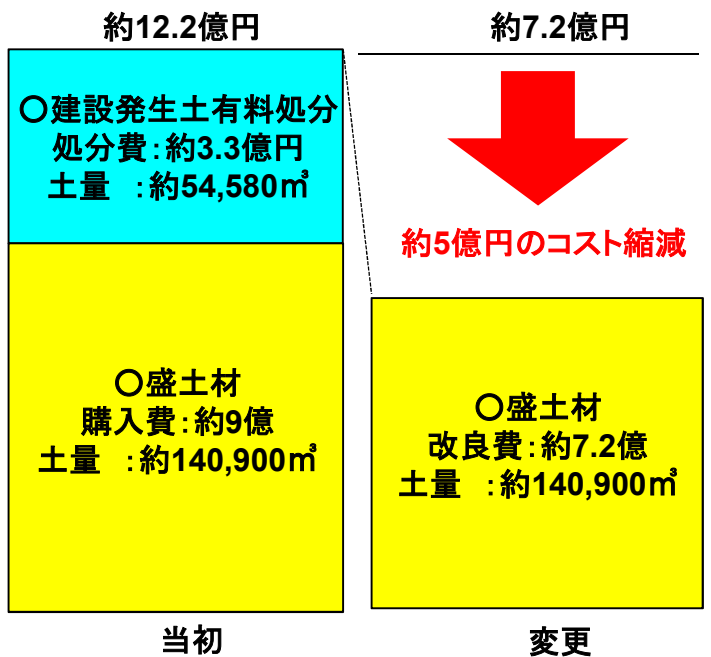 約12.2億円
約7.2億円
〇建設発生土有料処分
処分費：約3.3億円
土量　：約54,580㎥
約5億円のコスト縮減
〇盛土材
購入費：約9億
土量　：約140,900㎥
〇盛土材
改良費：約7.2億
土量　：約140,900㎥
当初
変更